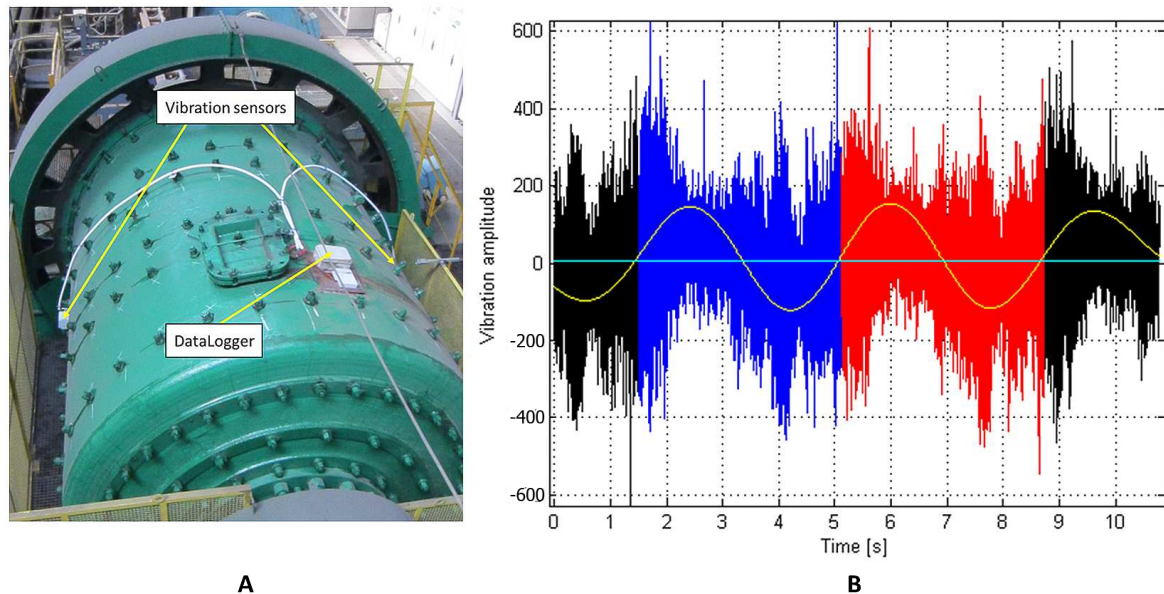 Vibration sensors
DataLogger
A
Vibration amplitude
600
400
200
0
-200
-400
-600
0 1 2 3 4 5 6 7 8 9 10
Time [s]
B